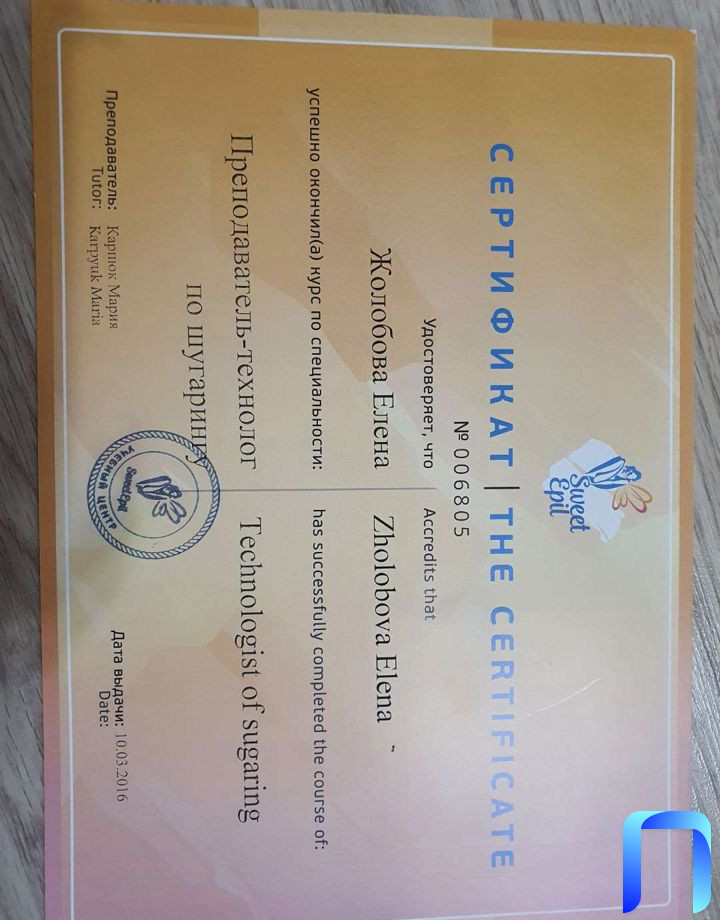 Sweet
Epil
СЕРТИФИКАТ | THE CERTIFICATE
№ 006805
Удостоверяет, что
Accredits that
Жолобова Елена
Zholobova Elena
успешно окончил(а) курс по специальности:
has successfully completed the course of:
Преподаватель-технолог
по шугарингу
Technologist of sugaring
Преподаватель: Карпюк Мария
Tutor: Karpyuk Maria
SweetEpil
УЧЕБНЫЙ ЦЕНТР
Дата выдачи: 10.03.2016
Date: